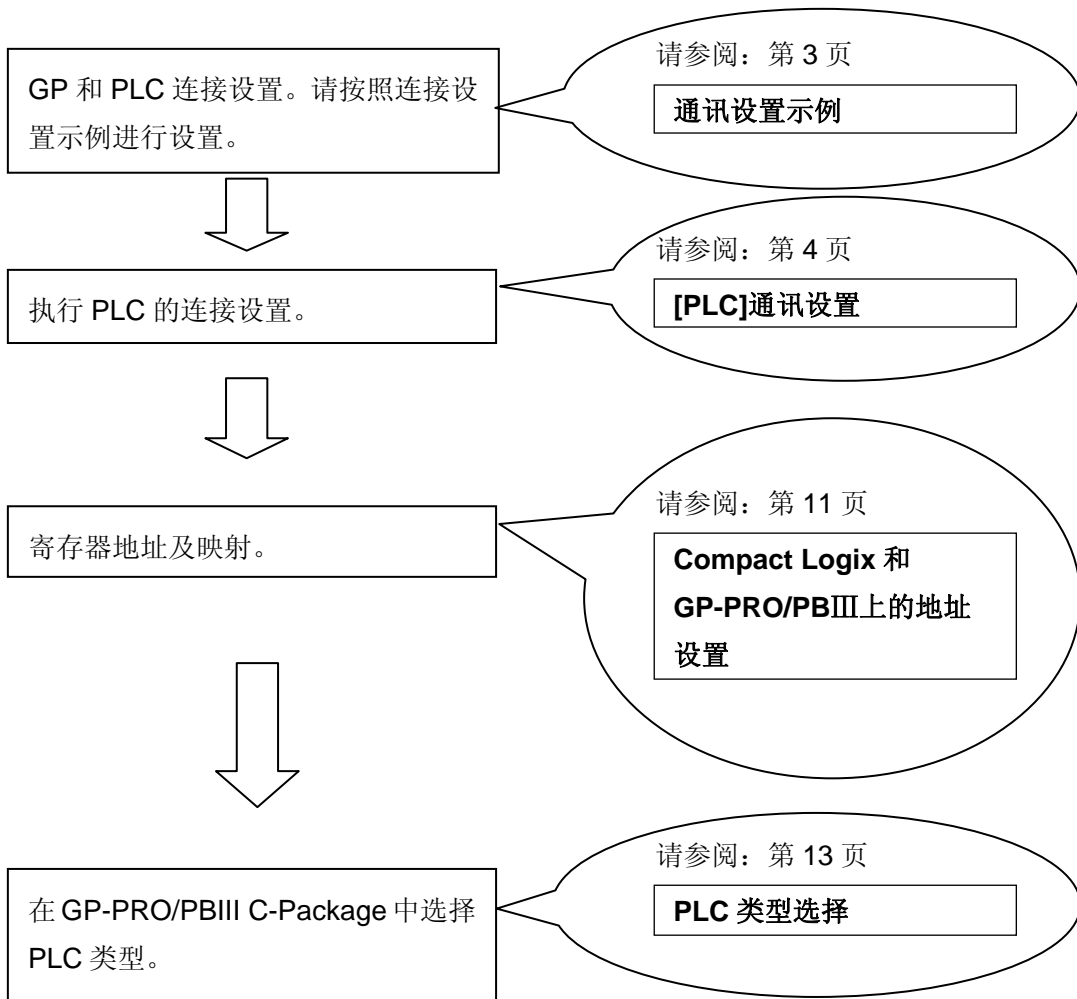 请参阅：第 3 页
GP 和 PLC 连接设置。请按照连接设
置示例进行设置。
通讯设置示例
请参阅：第 4 页
执行 PLC 的连接设置。
[PLC]通讯设置
请参阅：第 11 页
寄存器地址及映射。
Compact Logix 和
GP-PRO/PBⅢ上的地址
设置
请参阅：第 13 页
在 GP-PRO/PBIII C-Package 中选择
PLC 类型。
PLC 类型选择